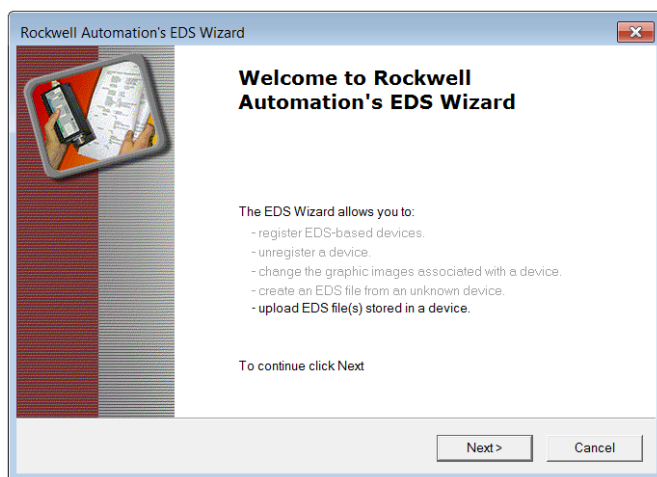 Rockwell Automation's EDS Wizard
Welcome to Rockwell
Automation's EDS Wizard
The EDS Wizard allows you to:
- register EDS-based devices.
- unregister a device.
- change the graphic images associated with a device.
- create an EDS file from an unknown device.
- upload EDS file(s) stored in a device.
To continue click Next
Next >
Cancel